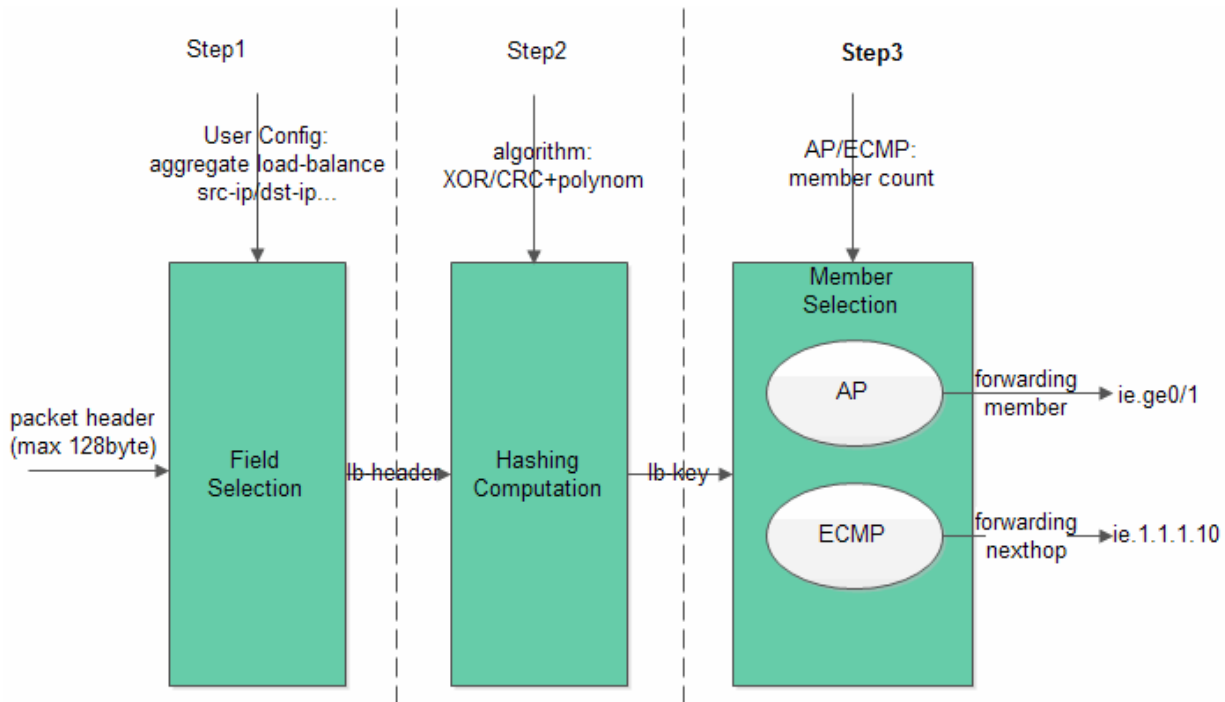 Step1
User Config:
aggregate load-balance
src-ip/dst-ip...
packet header
(max 128byte)
Field
Selection
lb-header
Step2
algorithm:
XOR/CRC+polynom
Hashing
Computation
lb-key
Step3
AP/ECMP:
member count
Member
Selection
AP
forwarding
member
ie.ge0/1
ECMP
forwarding
nexthop
ie.1.1.1.10